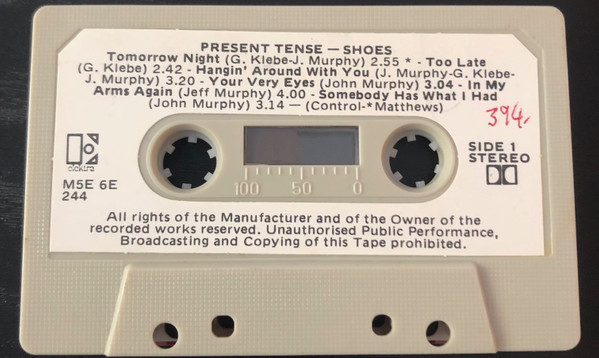 PRESENT TENSE — SHOES
Tomorrow Night (G. Klebe-J. Murphy) 2.55 * - Too Late
(G. Klebe) 2.42 - Hangin' Around With You (J. Murphy-G. Klebe-
J. Murphy) 3.20 - Your Very Eyes (John Murphy) 3.04 - In My
Arms Again (Jeff Murphy) 4.00 - Somebody Has What I Had
(John Murphy) 3.14 — (Control-*Matthews)
394.
elektra
M5E 6E
244
100 50 0
SIDE 1
STEREO
All rights of the Manufacturer and of the Owner of the
recorded works reserved. Unauthorised Public Performance,
Broadcasting and Copying of this Tape prohibited.